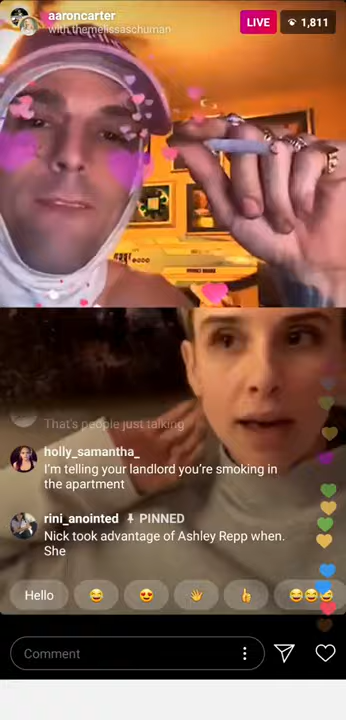 aaroncarter
with themelissaschuman
LIVE
1,811
That's people just talking
holly_samantha_
I'm telling your landlord you're smoking in
the apartment
rini_anointed PINNED
Nick took advantage of Ashley Repp when.
She
Hello
Comment